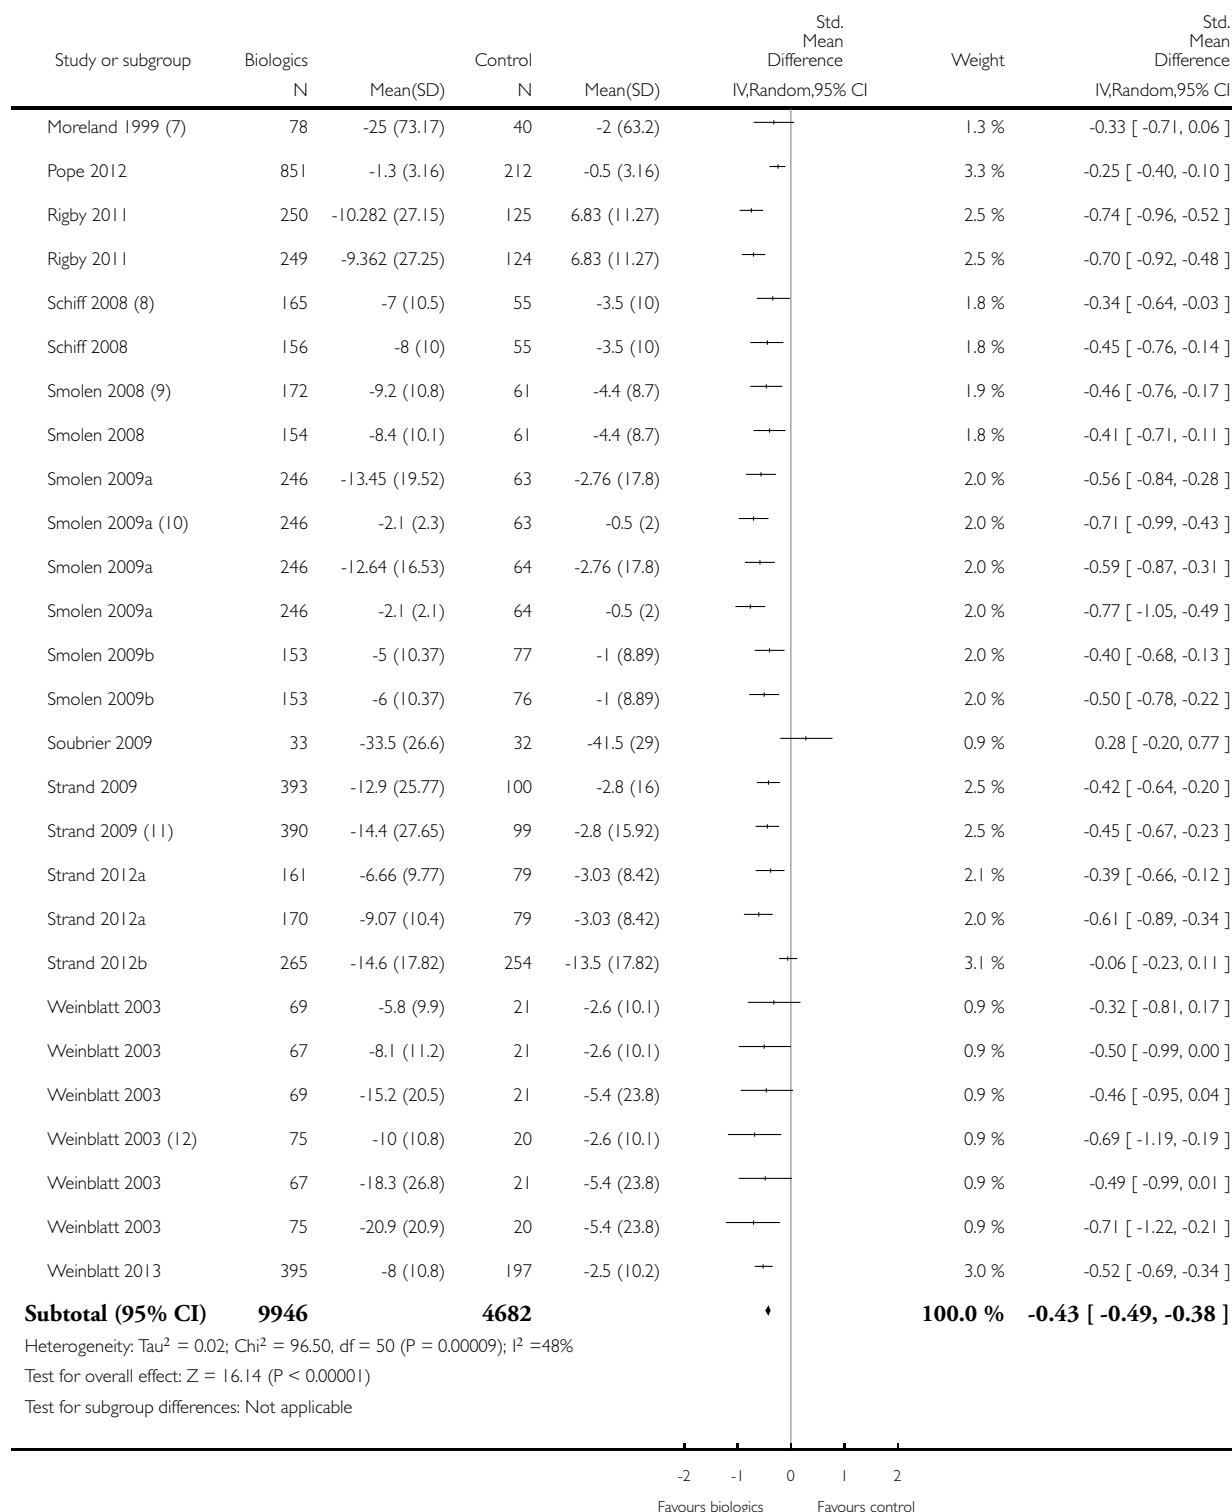 Study or subgroup Biologics Control Std. Mean Difference Weight Std. Mean Difference
N Mean(SD) N Mean(SD) IV,Random,95% CI IV,Random,95% CI
Moreland 1999 (7) 78 -25 (73.17) 40 -2 (63.2) 1.3 % -0.33 [ -0.71, 0.06 ]
Pope 2012 851 -1.3 (3.16) 212 -0.5 (3.16) 3.3 % -0.25 [ -0.40, -0.10 ]
Rigby 2011 250 -10.282 (27.15) 125 6.83 (11.27) 2.5 % -0.74 [ -0.96, -0.52 ]
Rigby 2011 249 -9.362 (27.25) 124 6.83 (11.27) 2.5 % -0.70 [ -0.92, -0.48 ]
Schiff 2008 (8) 165 -7 (10.5) 55 -3.5 (10) 1.8 % -0.34 [ -0.64, -0.03 ]
Schiff 2008 156 -8 (10) 55 -3.5 (10) 1.8 % -0.45 [ -0.76, -0.14 ]
Smolen 2008 (9) 172 -9.2 (10.8) 61 -4.4 (8.7) 1.9 % -0.46 [ -0.76, -0.17 ]
Smolen 2008 154 -8.4 (10.1) 61 -4.4 (8.7) 1.8 % -0.41 [ -0.71, -0.11 ]
Smolen 2009a 246 -13.45 (19.52) 63 -2.76 (17.8) 2.0 % -0.56 [ -0.84, -0.28 ]
Smolen 2009a (10) 246 -2.1 (2.3) 63 -0.5 (2) 2.0 % -0.71 [ -0.99, -0.43 ]
Smolen 2009a 246 -12.64 (16.53) 64 -2.76 (17.8) 2.0 % -0.59 [ -0.87, -0.31 ]
Smolen 2009a 246 -2.1 (2.1) 64 -0.5 (2) 2.0 % -0.77 [ -1.05, -0.49 ]
Smolen 2009b 153 -5 (10.37) 77 -1 (8.89) 2.0 % -0.40 [ -0.68, -0.13 ]
Smolen 2009b 153 -6 (10.37) 76 -1 (8.89) 2.0 % -0.50 [ -0.78, -0.22 ]
Soubrier 2009 33 -33.5 (26.6) 32 -41.5 (29) 0.9 % 0.28 [ -0.20, 0.77 ]
Strand 2009 393 -12.9 (25.77) 100 -2.8 (16) 2.5 % -0.42 [ -0.64, -0.20 ]
Strand 2009 (11) 390 -14.4 (27.65) 99 -2.8 (15.92) 2.5 % -0.45 [ -0.67, -0.23 ]
Strand 2012a 161 -6.66 (9.77) 79 -3.03 (8.42) 2.1 % -0.39 [ -0.66, -0.12 ]
Strand 2012a 170 -9.07 (10.4) 79 -3.03 (8.42) 2.0 % -0.61 [ -0.89, -0.34 ]
Strand 2012b 265 -14.6 (17.82) 254 -13.5 (17.82) 3.1 % -0.06 [ -0.23, 0.11 ]
Weinblatt 2003 69 -5.8 (9.9) 21 -2.6 (10.1) 0.9 % -0.32 [ -0.81, 0.17 ]
Weinblatt 2003 67 -8.1 (11.2) 21 -2.6 (10.1) 0.9 % -0.50 [ -0.99, 0.00 ]
Weinblatt 2003 69 -15.2 (20.5) 21 -5.4 (23.8) 0.9 % -0.46 [ -0.95, 0.04 ]
Weinblatt 2003 (12) 75 -10 (10.8) 20 -2.6 (10.1) 0.9 % -0.69 [ -1.19, -0.19 ]
Weinblatt 2003 67 -18.3 (26.8) 21 -5.4 (23.8) 0.9 % -0.49 [ -0.99, 0.01 ]
Weinblatt 2003 75 -20.9 (20.9) 20 -5.4 (23.8) 0.9 % -0.71 [ -1.22, -0.21 ]
Weinblatt 2013 395 -8 (10.8) 197 -2.5 (10.2) 3.0 % -0.52 [ -0.69, -0.34 ]
Subtotal (95% CI) 9946 4682 100.0 % -0.43 [ -0.49, -0.38 ]
Heterogeneity: Tau² = 0.02; Chi² = 96.50, df = 50 (P = 0.00009); I² =48%
Test for overall effect: Z = 16.14 (P < 0.00001)
Test for subgroup differences: Not applicable
-2 -1 0 1 2
Favours biologics Favours control